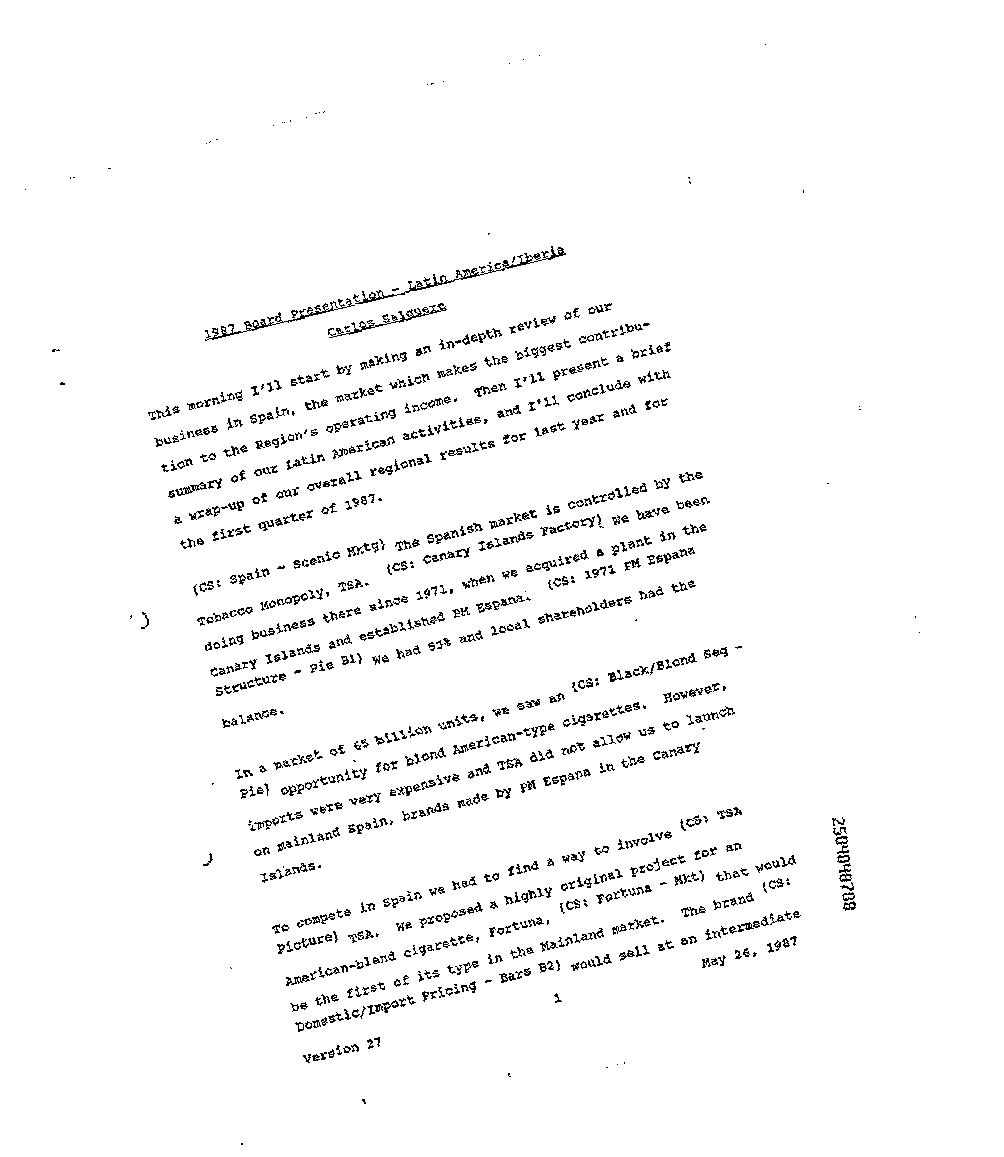 1987 Board Presentation - Latin America/Iberia
Carlos Salguero
This morning I'll start by making an in-depth review of our
business in Spain, the market which makes the biggest contribu-
tion to the Region's operating income. Then I'll present a brief
summary of our Latin American activities, and I'll conclude with
a wrap-up of our overall regional results for last year and for
the first quarter of 1987.
{CS: Spain - Scenic Mktg} The Spanish market is controlled by the
Tobacco Monopoly, TSA. {CS: Canary Islands Factory} We have been
doing business there since 1971, when we acquired a plant in the
Canary Islands and established PM Espana. {CS: 1971 PM Espana
Structure - Pie B1} We had 51% and local shareholders had the
balance.
In a market of 65 billion units, we saw an {CS: Black/Blond Seg -
Pie} opportunity for blond American-type cigarettes. However,
imports were very expensive and TSA did not allow us to launch
on mainland Spain, brands made by PM Espana in the Canary
Islands.
To compete in Spain we had to find a way to involve {CS: TSA
Picture} TSA. We proposed a highly original project for an
American-blend cigarette, Fortuna, {CS: Fortuna - Mkt} that would
be the first of its type in the Mainland market. The brand {CS:
Domestic/Import Pricing - Bars B2} would sell at an intermediate
Version 27
1
May 26, 1987
2504040788